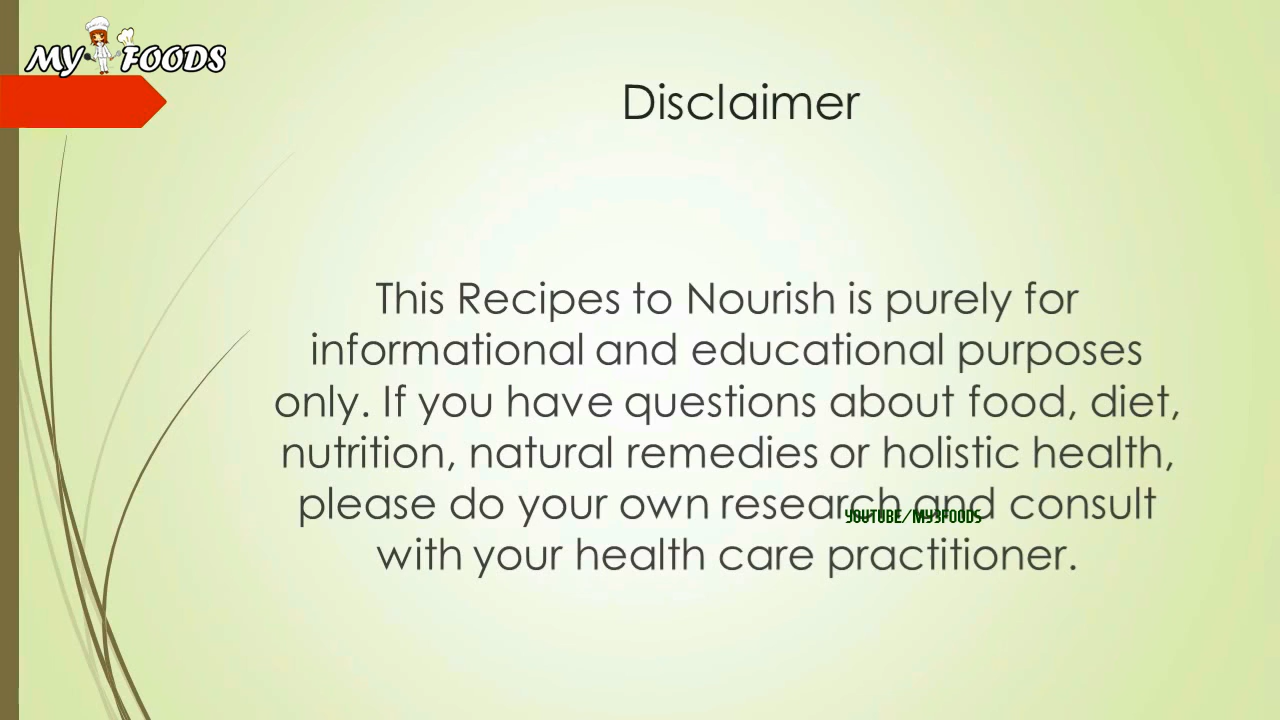 MY FOODS
Disclaimer
This Recipes to Nourish is purely for
informational and educational purposes
only. If you have questions about food, diet,
nutrition, natural remedies or holistic health,
please do your own research and consult
YOUTUBE/MY3FOODS
with your health care practitioner.